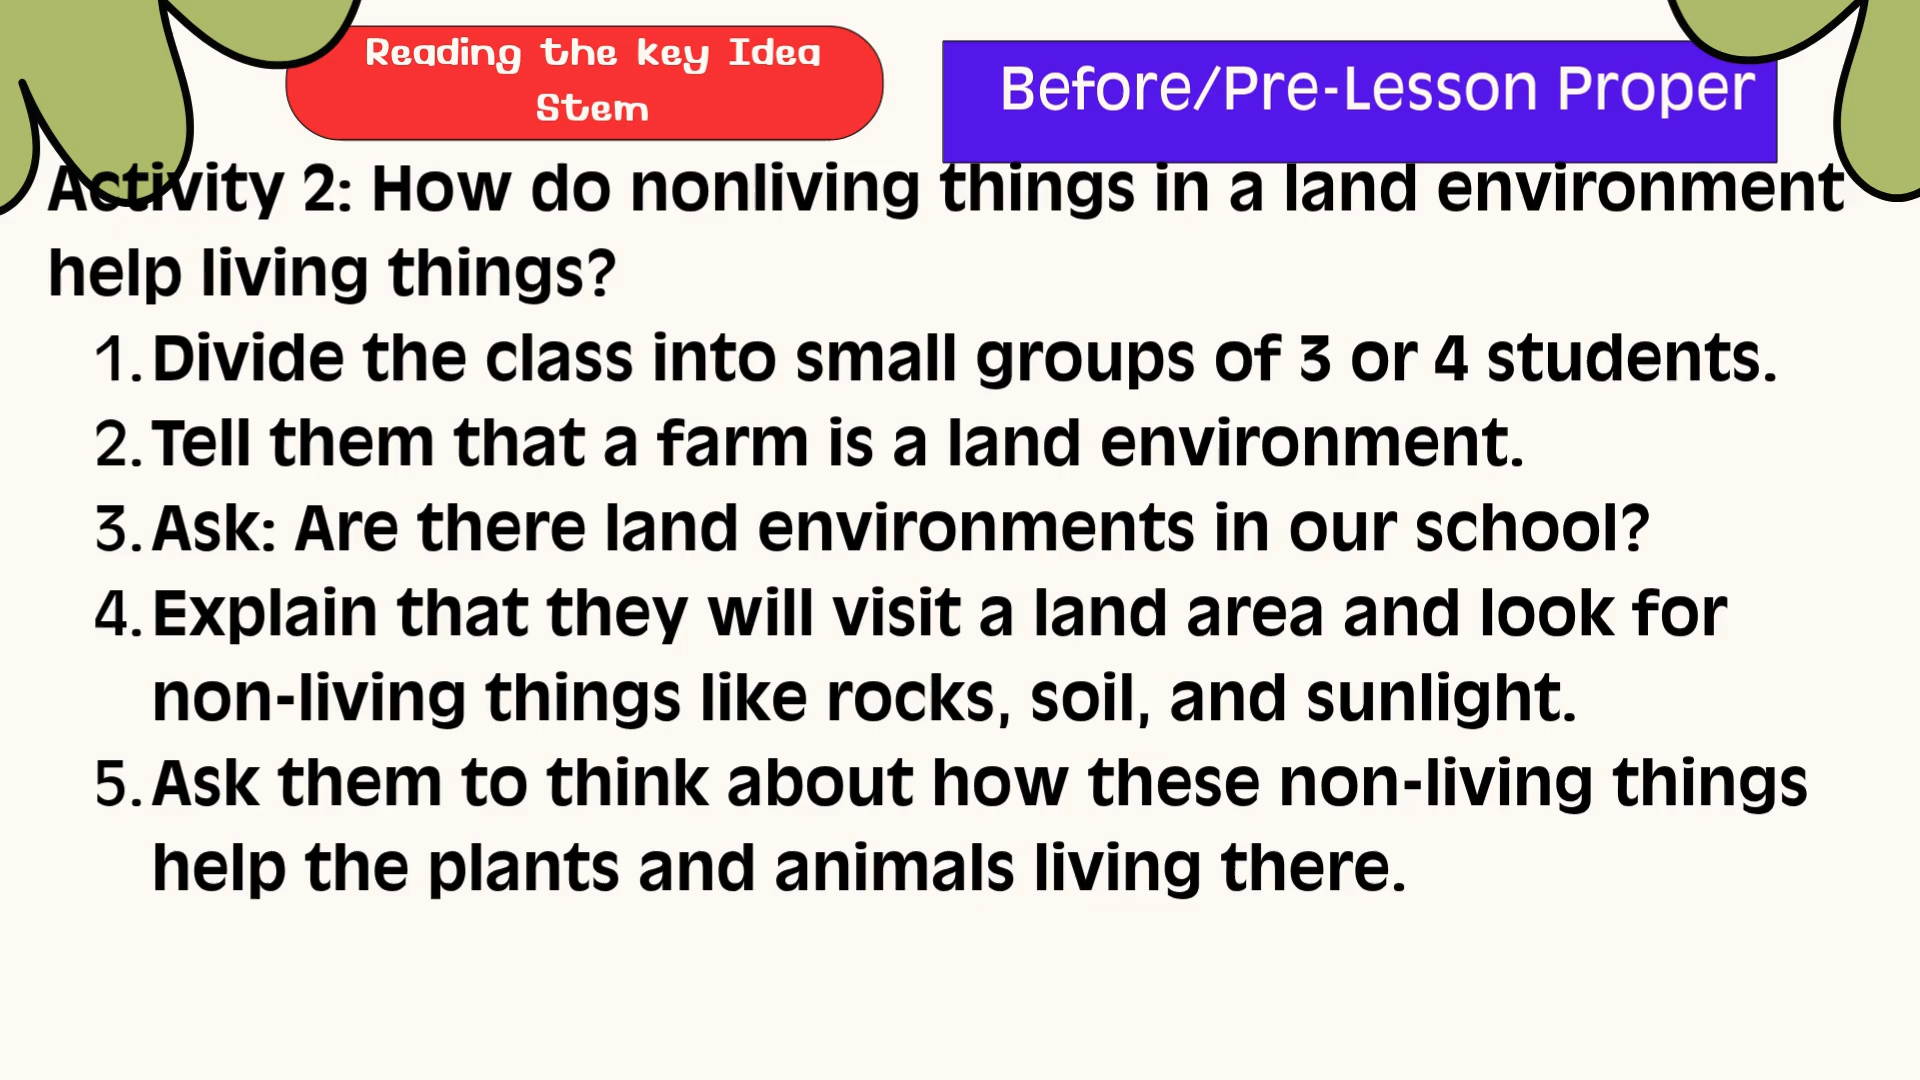 Reading the key Idea
Stem
Before/Pre-Lesson Proper
Activity 2: How do nonliving things in a land environment
help living things?
1. Divide the class into small groups of 3 or 4 students.
2. Tell them that a farm is a land environment.
3. Ask: Are there land environments in our school?
4. Explain that they will visit a land area and look for
non-living things like rocks, soil, and sunlight.
5. Ask them to think about how these non-living things
help the plants and animals living there.